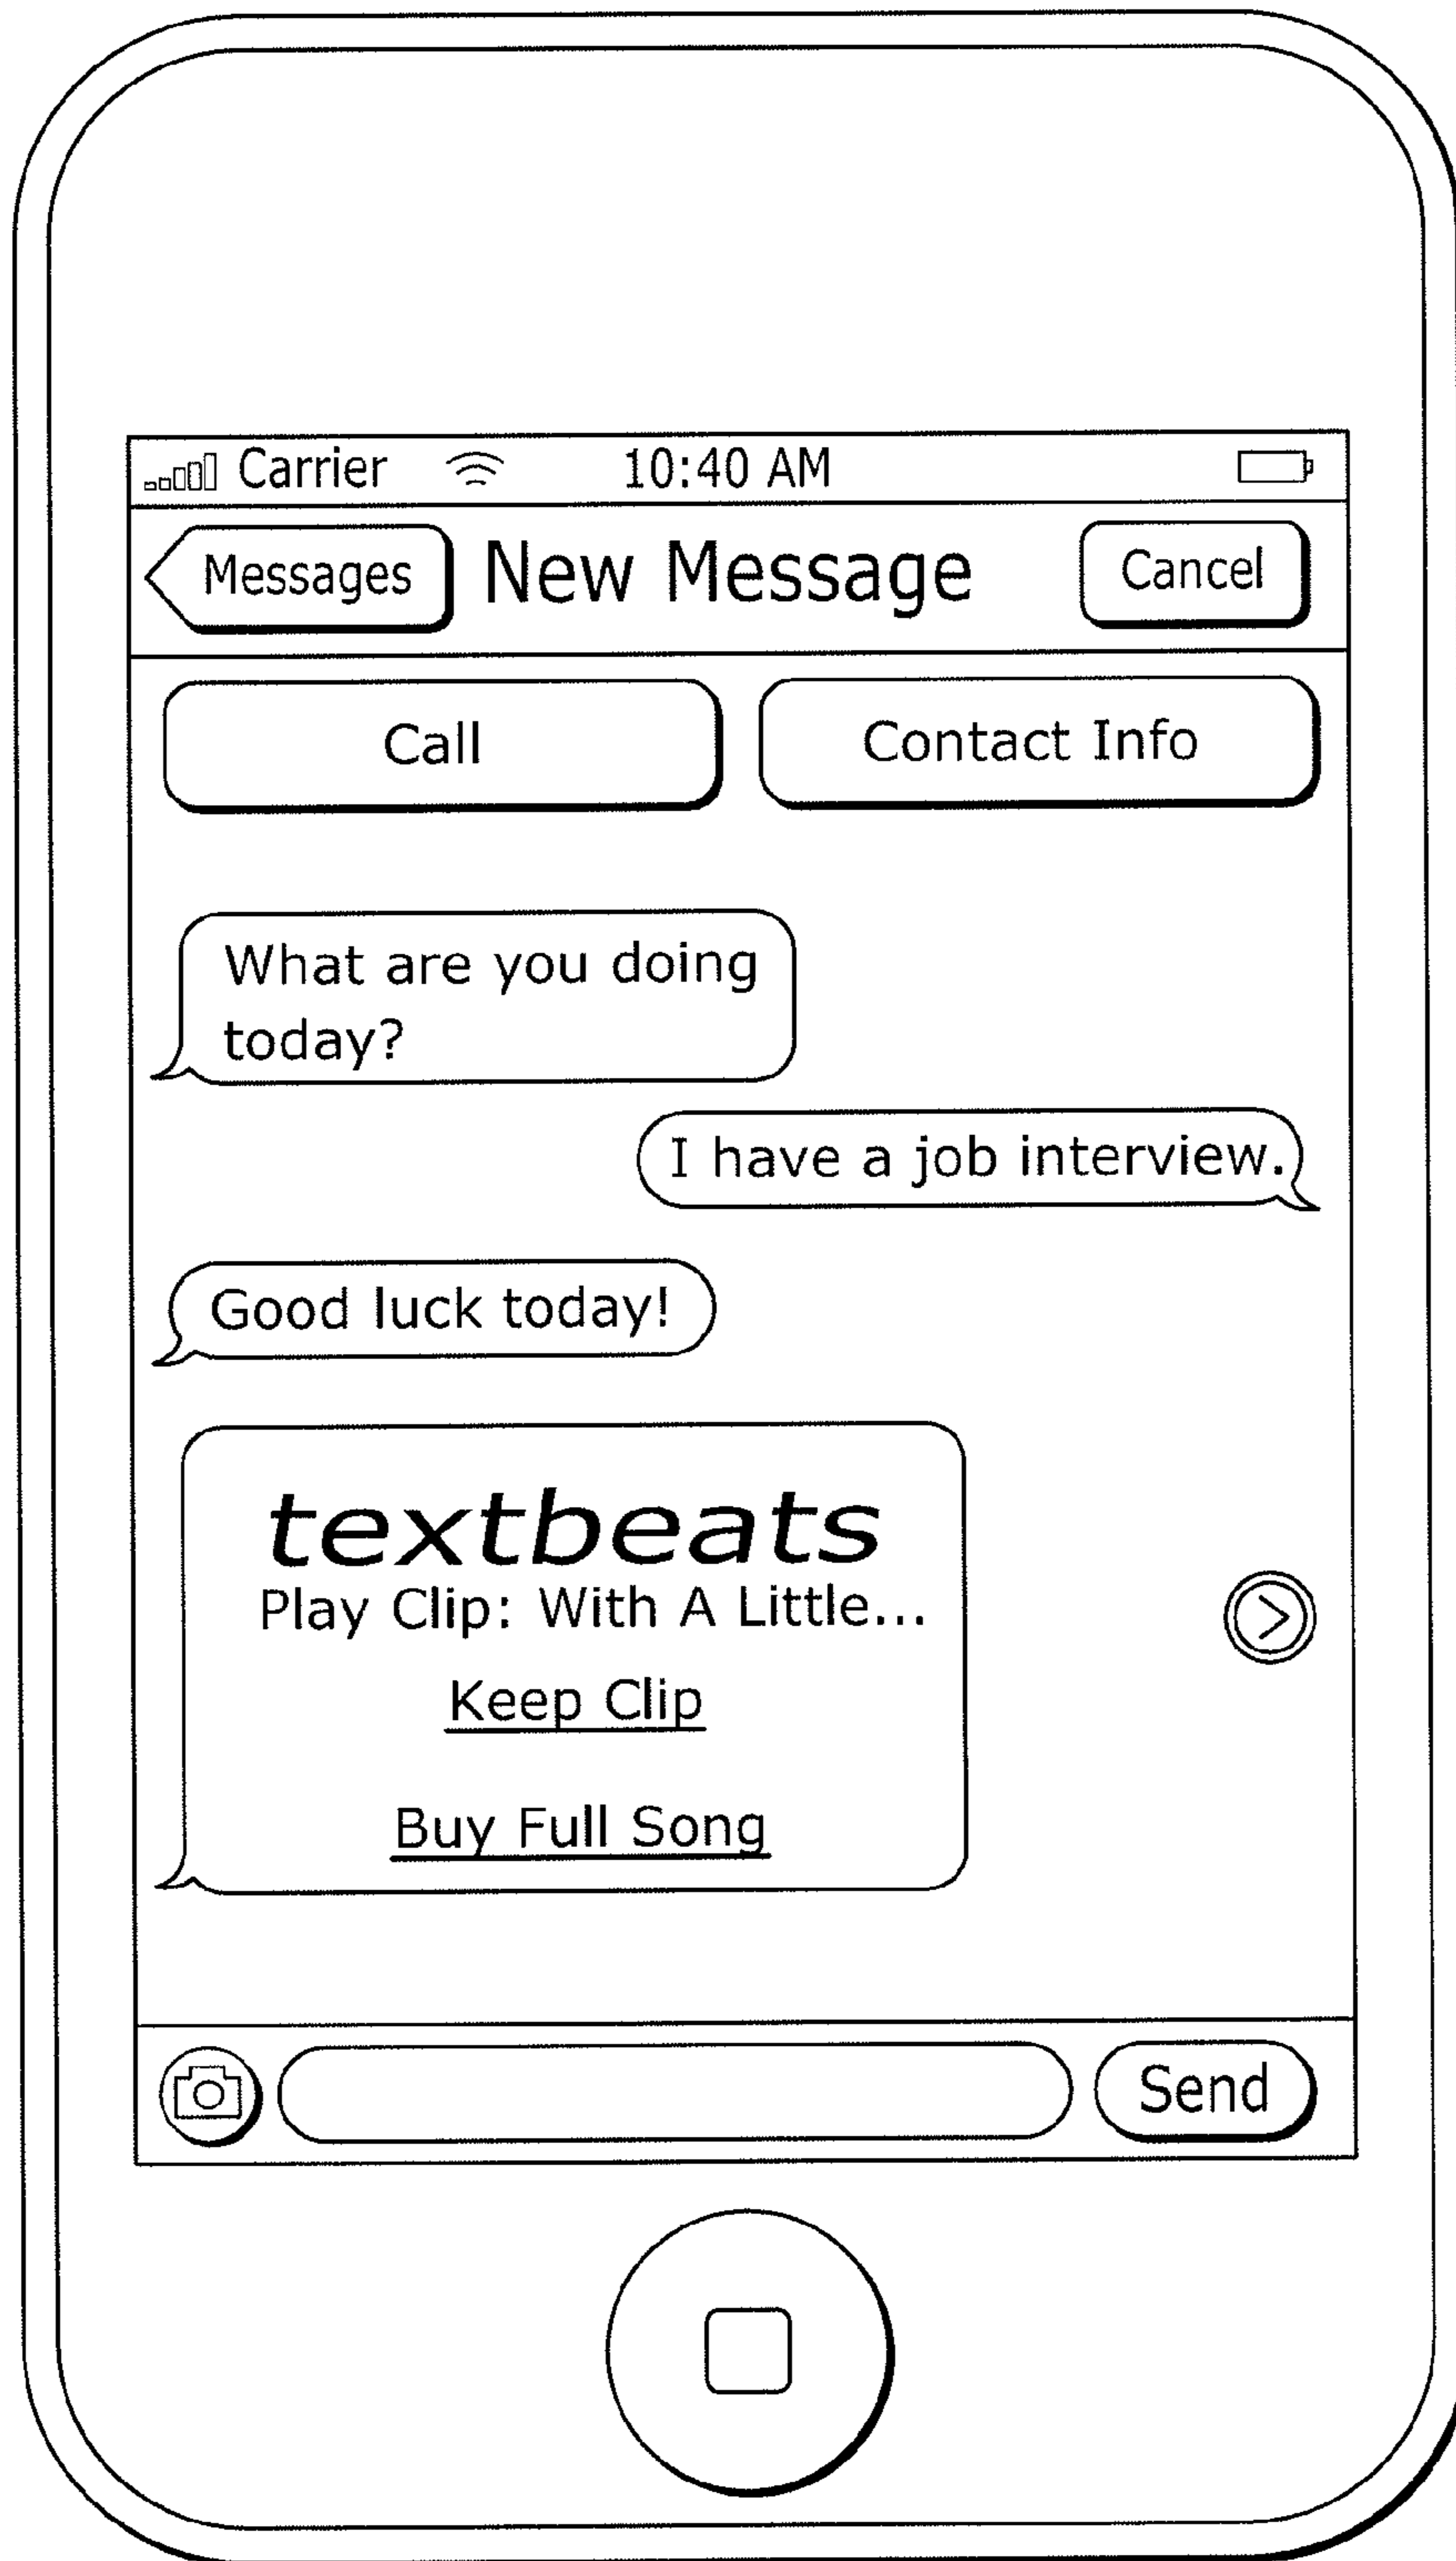 Carrier 10:40 AM
Messages New Message Cancel
Call Contact Info
What are you doing
today?
I have a job interview.
Good luck today!
textbeats
Play Clip: With A Little...
Keep Clip
Buy Full Song
Send